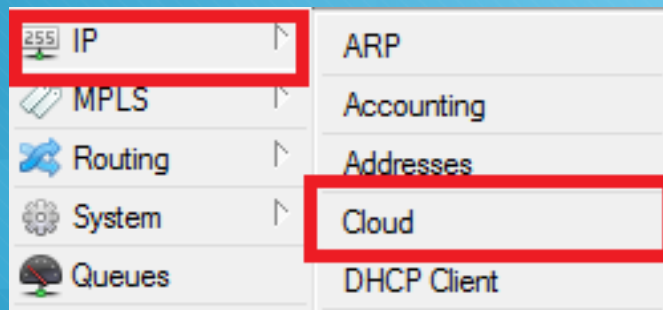 255 IP
MPLS
Routing
System
Queues
ARP
Accounting
Addresses
Cloud
DHCP Client